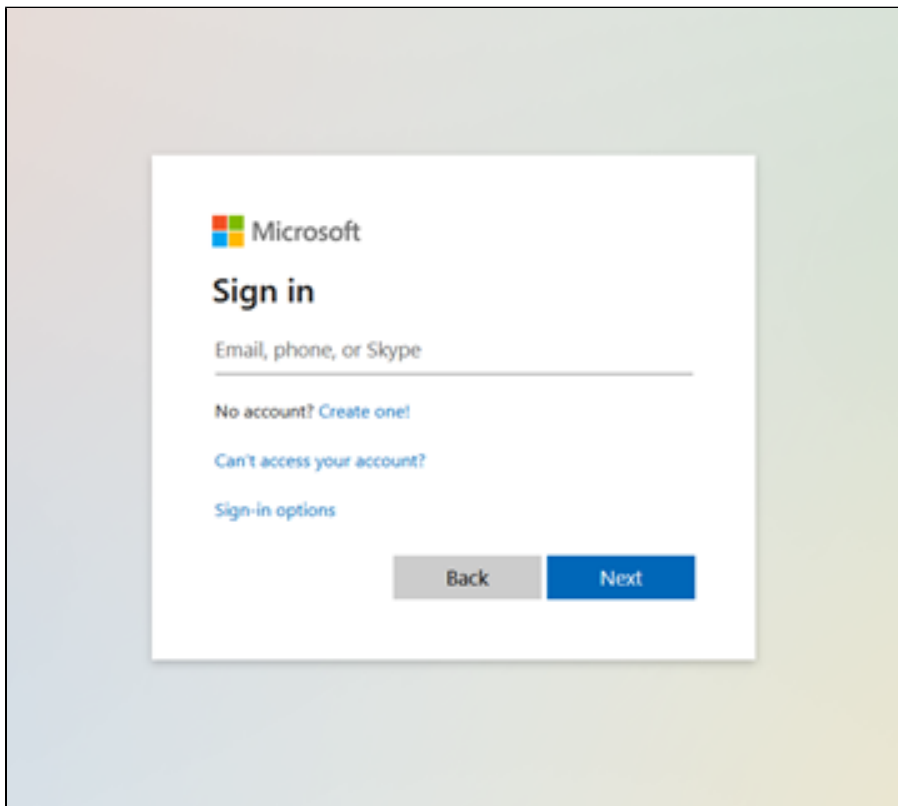 Microsoft
Sign in
Email, phone, or Skype
No account? Create one!
Can't access your account?
Sign-in options
Back Next